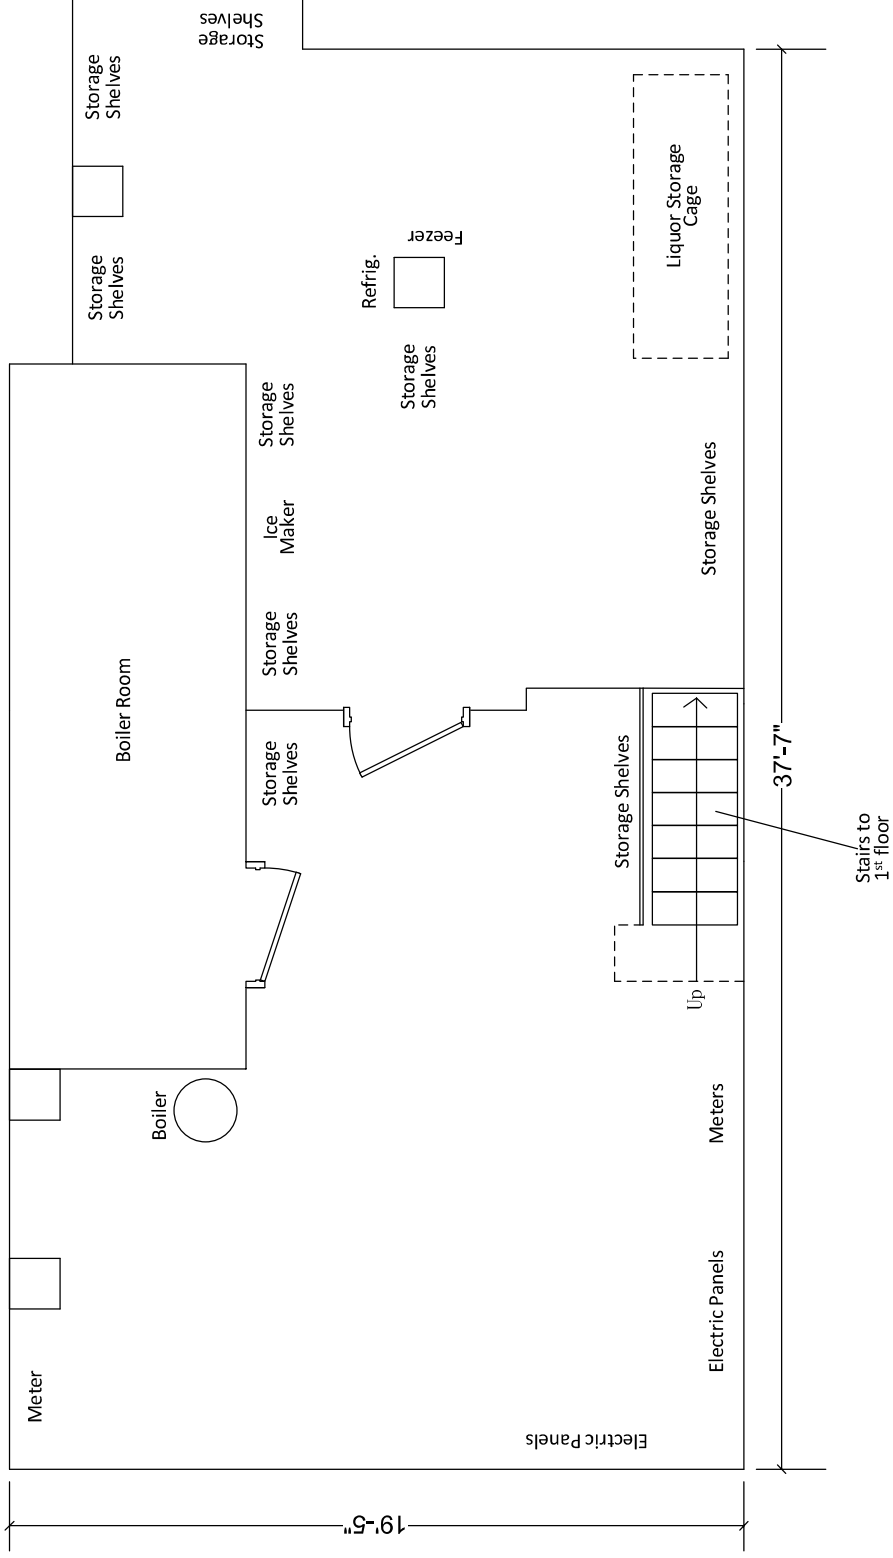 Storage
Shelves
Storage
Shelves
Storage
Shelves
Refrig.
Feezer
Liquor Storage
Cage
Storage
Shelves
Storage
Shelves
Ice
Maker
Storage Shelves
Boiler Room
Storage
Shelves
Storage
Shelves
Storage Shelves
37'-7"
Stairs to
1st floor
Up
Boiler
Meters
Meter
Electric Panels
Electric Panels
19'-5"